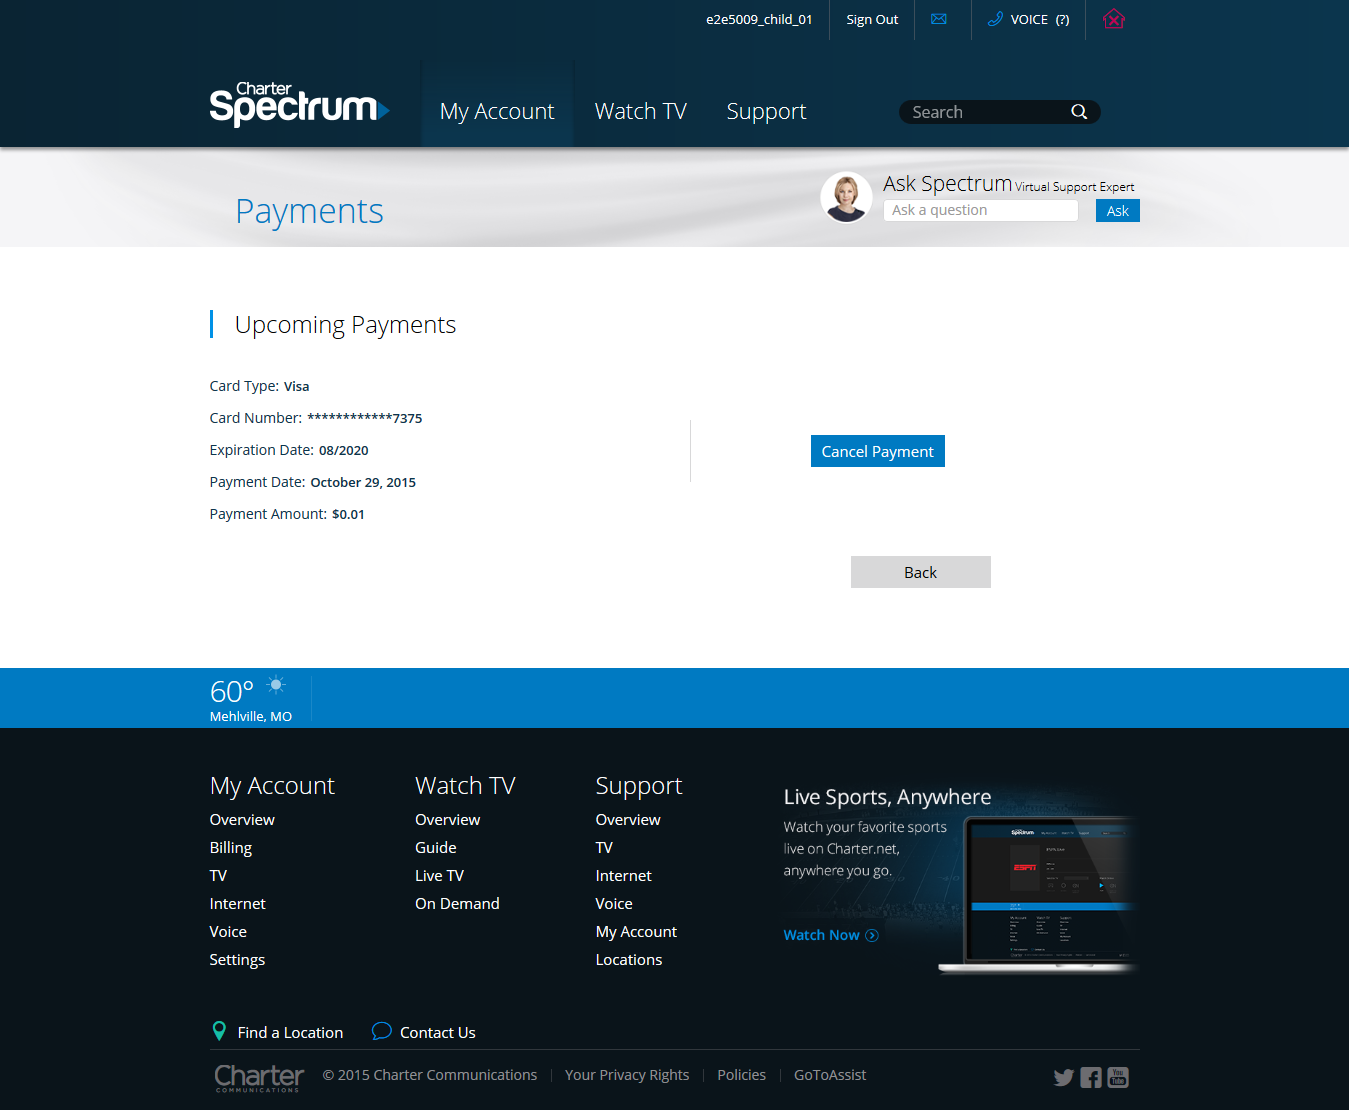 e2e5009_child_01 Sign Out VOICE (?)
Charter
Spectrum
My Account Watch TV Support Search
Payments
Ask Spectrum Virtual Support Expert
Ask a question Ask
Upcoming Payments
Card Type: Visa
Card Number: ************7375
Expiration Date: 08/2020
Payment Date: October 29, 2015
Payment Amount: $0.01
Cancel Payment
Back
60°
Mehlville, MO
My Account
Overview
Billing
TV
Internet
Voice
Settings
Watch TV
Overview
Guide
Live TV
On Demand
Support
Overview
TV
Internet
Voice
My Account
Locations
Live Sports, Anywhere
Watch your favorite sports
live on Charter.net,
anywhere you go.
Watch Now
Spectrum
ESPN
Find a Location Contact Us
Charter
COMMUNICATIONS
© 2015 Charter Communications Your Privacy Rights Policies GoToAssist
You
Tube